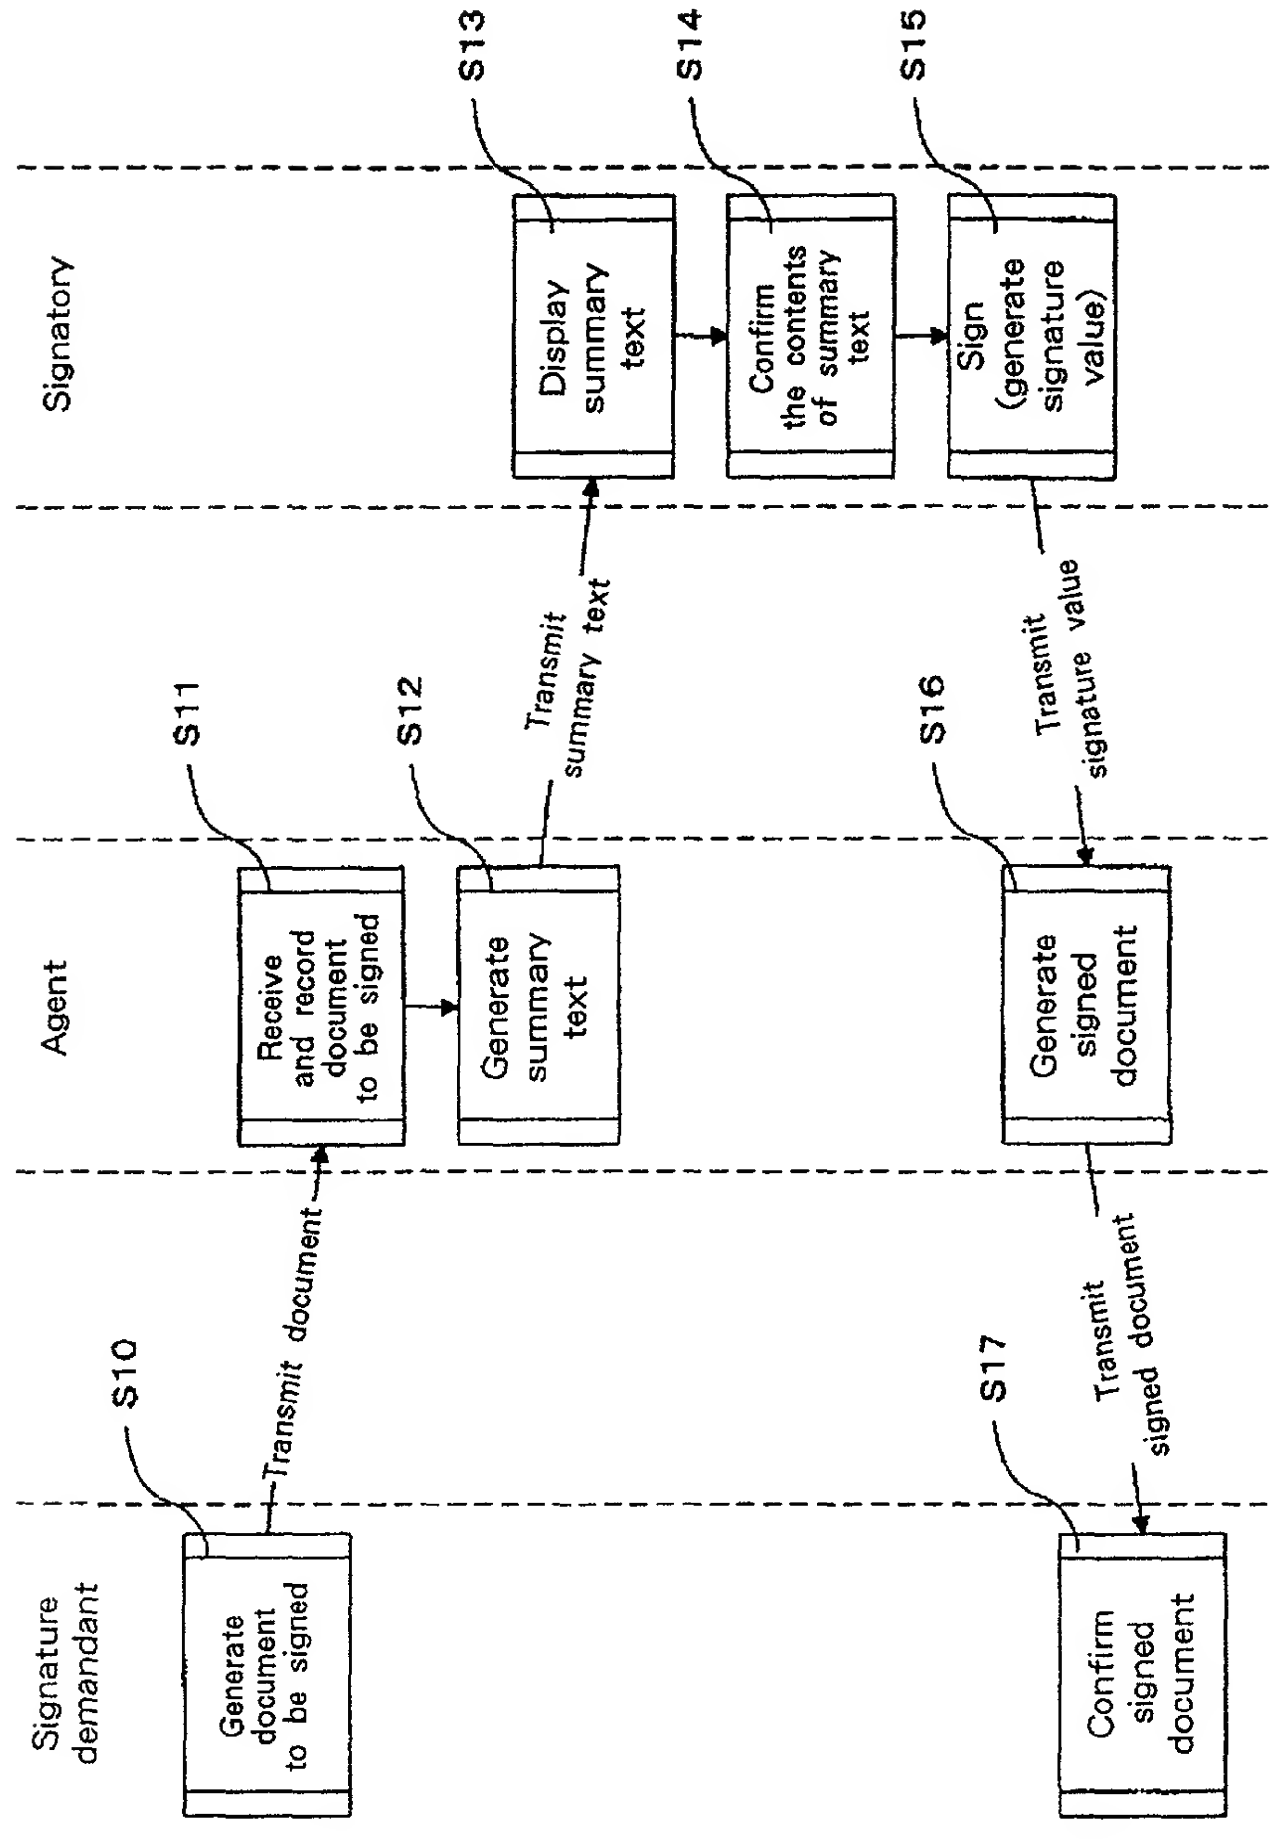 Signature
demandant
Agent
Signatory
S10
Generate
document
to be signed
Transmit document
S11
Receive
and record
document
to be signed
S12
Generate
summary
text
Transmit
summary text
S13
Display
summary
text
S14
Confirm
the contents
of summary
text
S15
Sign
(generate
signature
value)
Transmit
signature value
S16
Generate
signed
document
Transmit
signed document
S17
Confirm
signed
document